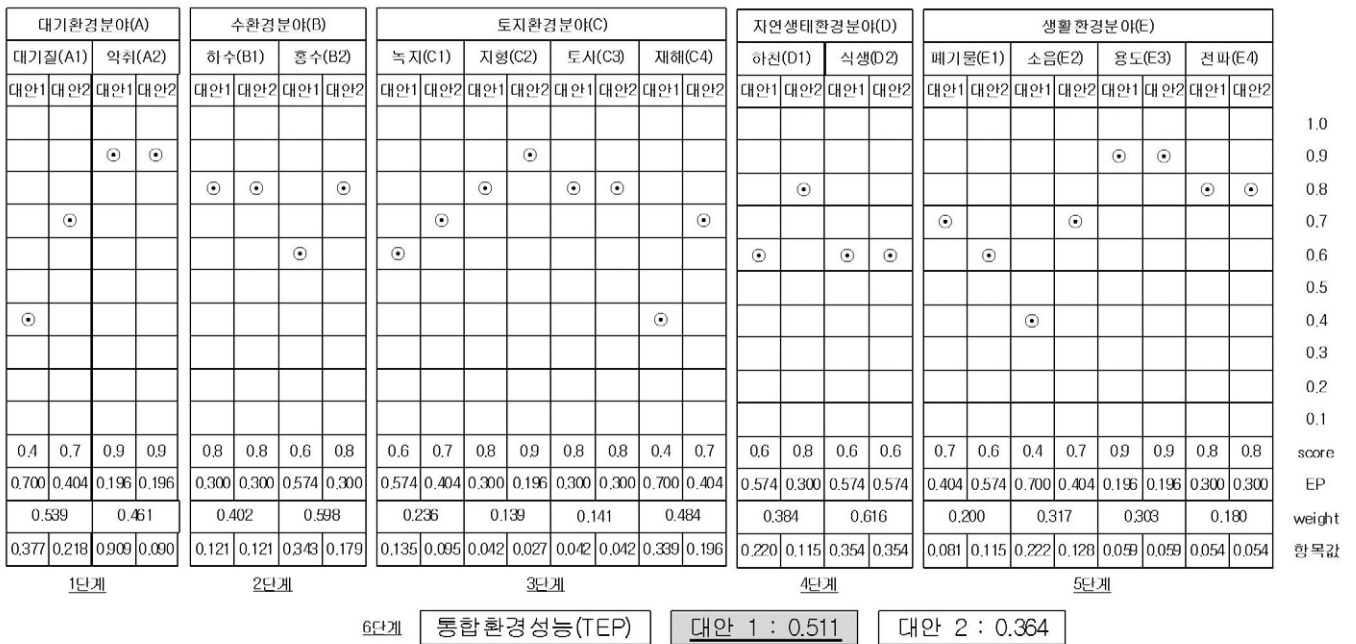 대기환경분야(A) 수환경분야(B) 토지환경분야(C) 자연생태환경분야(D) 생활환경분야(E)
대기질(A1) 악취(A2) 하수(B1) 홍수(B2) 녹지(C1) 지형(C2) 토사(C3) 재해(C4) 하천(D1) 식생(D2) 폐기물(E1) 소음(E2) 용도(E3) 전파(E4)
대안1 대안2 대안1 대안2 대안1 대안2 대안1 대안2 대안1 대안2 대안1 대안2 대안1 대안2 대안1 대안2 대안1 대안2 대안1 대안2 대안1 대안2 대안1 대안2 대안1 대안2 대안1 대안2
1.0
0.9
0.8
0.7
0.6
0.5
0.4
0.3
0.2
0.1
0.4 0.7 0.9 0.9 0.8 0.8 0.6 0.8 0.6 0.7 0.8 0.9 0.8 0.8 0.4 0.7 0.6 0.8 0.6 0.6 0.7 0.6 0.4 0.7 0.9 0.9 0.8 0.8 score
0.700 0.404 0.196 0.196 0.300 0.300 0.574 0.300 0.574 0.404 0.300 0.196 0.300 0.300 0.700 0.404 0.574 0.300 0.574 0.574 0.404 0.574 0.700 0.404 0.196 0.196 0.300 0.300 EP
0.539 0.461 0.402 0.598 0.236 0.139 0.141 0.484 0.384 0.616 0.200 0.317 0.303 0.180 weight
0.377 0.218 0.909 0.090 0.121 0.121 0.343 0.179 0.135 0.095 0.042 0.027 0.042 0.042 0.339 0.196 0.220 0.115 0.354 0.354 0.081 0.115 0.222 0.128 0.059 0.059 0.054 0.054 항목값
1단계 2단계 3단계 4단계 5단계
6단계 통합환경성능(TEP) 대안 1 : 0.511 대안 2 : 0.364